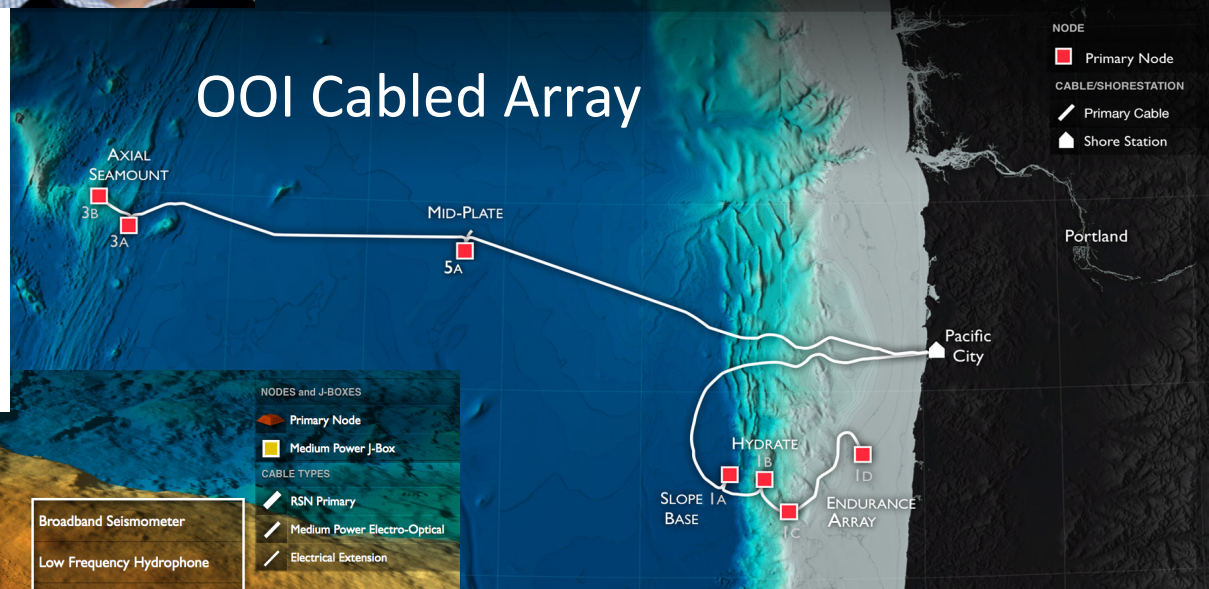 OOI Cabled Array
NODE
Primary Node
CABLE/SHORESTATION
Primary Cable
Shore Station
AXIAL
SEAMOUNT
3B
3A
MID-PLATE
5A
Portland
Pacific
City
HYDRATE
1B
1D
SLOPE 1A
BASE
ENDURANCE
ARRAY
1C
NODES and J-BOXES
Primary Node
Medium Power J-Box
CABLE TYPES
RSN Primary
Medium Power Electro-Optical
Electrical Extension
Broadband Seismometer
Low Frequency Hydrophone